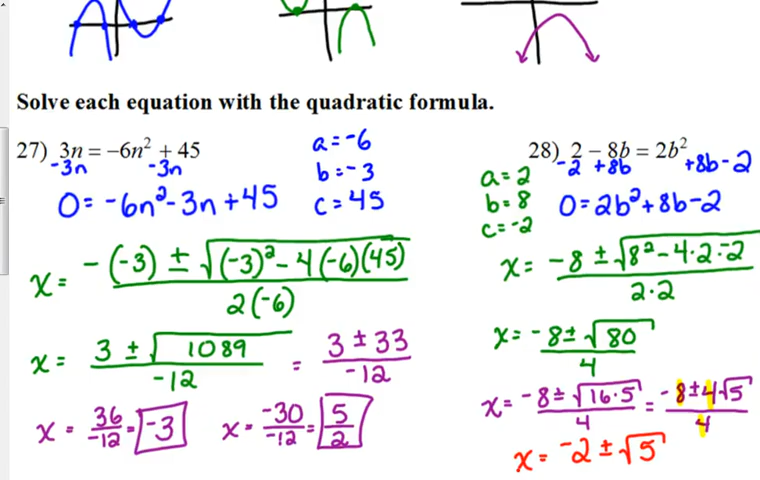 Solve each equation with the quadratic formula.
27) 3n = −6n² + 45
-3n -3n
0 = -6n² - 3n + 45
a = -6
b = -3
c = 45
x = -(-3) ± √(-3)² - 4(-6)(45) / 2(-6)
x = 3 ± √1089 / -12 = 3 ± 33 / -12
x = 36/-12 = -3 x = -30/-12 = 5/2
28) 2 − 8b = 2b²
-2 +8b +8b - 2
a = 2
b = 8
c = -2
0 = 2b² + 8b - 2
x = -8 ± √8² - 4·2·-2 / 2·2
x = -8 ± √80 / 4
x = -8 ± √16·5 / 4 = -8 ± 4√5 / 4
x = -2 ± √5